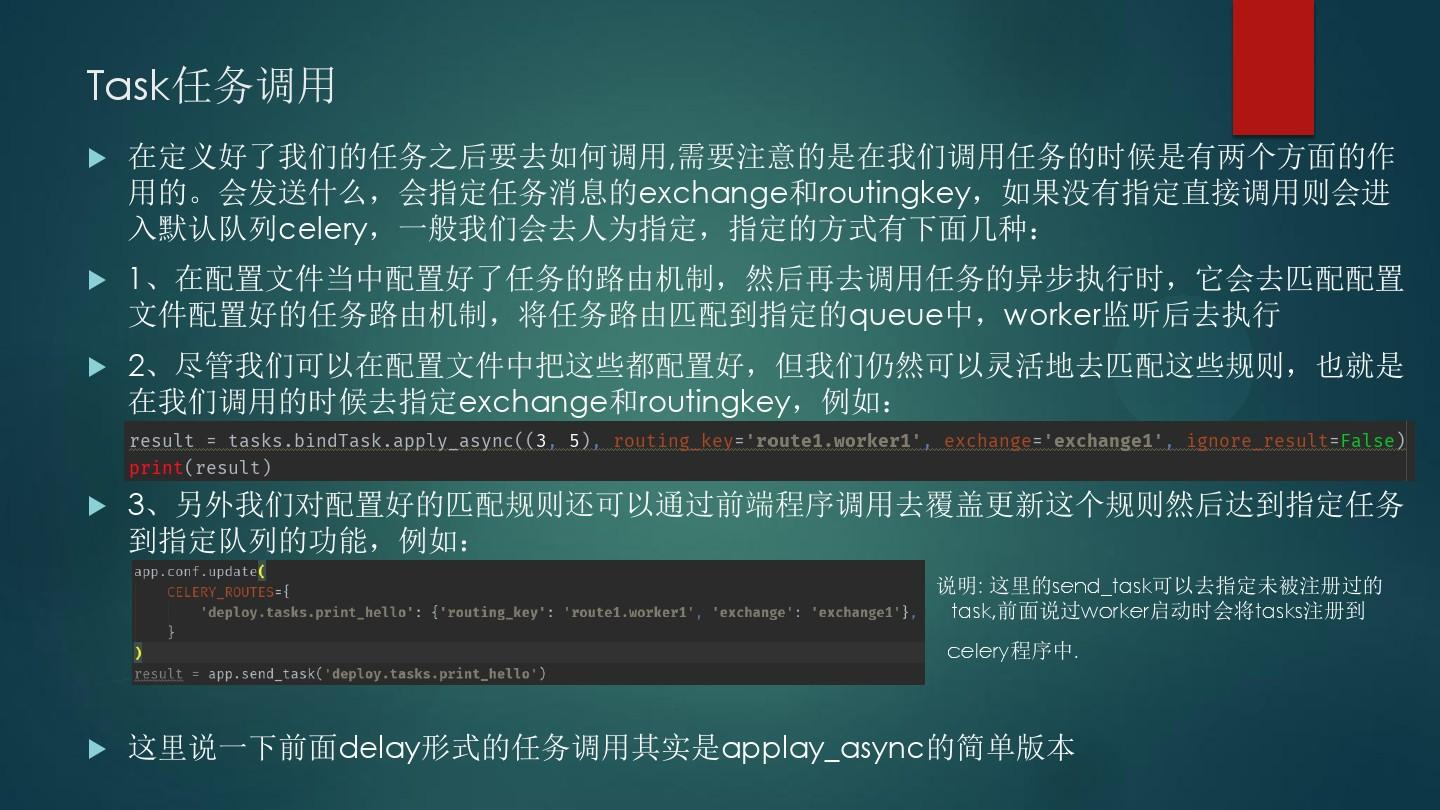 Task任务调用
在定义好了我们的任务之后要去如何调用,需要注意的是在我们调用任务的时候是有两个方面的作
用的。会发送什么，会指定任务消息的exchange和routingkey，如果没有指定直接调用则会进
入默认队列celery，一般我们会去人为指定，指定的方式有下面几种：
1、在配置文件当中配置好了任务的路由机制，然后再去调用任务的异步执行时，它会去匹配配置
文件配置好的任务路由机制，将任务路由匹配到指定的queue中，worker监听后去执行
2、尽管我们可以在配置文件中把这些都配置好，但我们仍然可以灵活地去匹配这些规则，也就是
在我们调用的时候去指定exchange和routingkey，例如：
result = tasks.bindTask.apply_async((3, 5), routing_key='route1.worker1', exchange='exchange1', ignore_result=False)
print(result)
3、另外我们对配置好的匹配规则还可以通过前端程序调用去覆盖更新这个规则然后达到指定任务
到指定队列的功能，例如：
app.conf.update(
CELERY_ROUTES={
'deploy.tasks.print_hello': {'routing_key': 'route1.worker1', 'exchange': 'exchange1'},
}
)
result = app.send_task('deploy.tasks.print_hello')
说明: 这里的send_task可以去指定未被注册过的
task,前面说过worker启动时会将tasks注册到
celery程序中.
这里说一下前面delay形式的任务调用其实是applay_async的简单版本